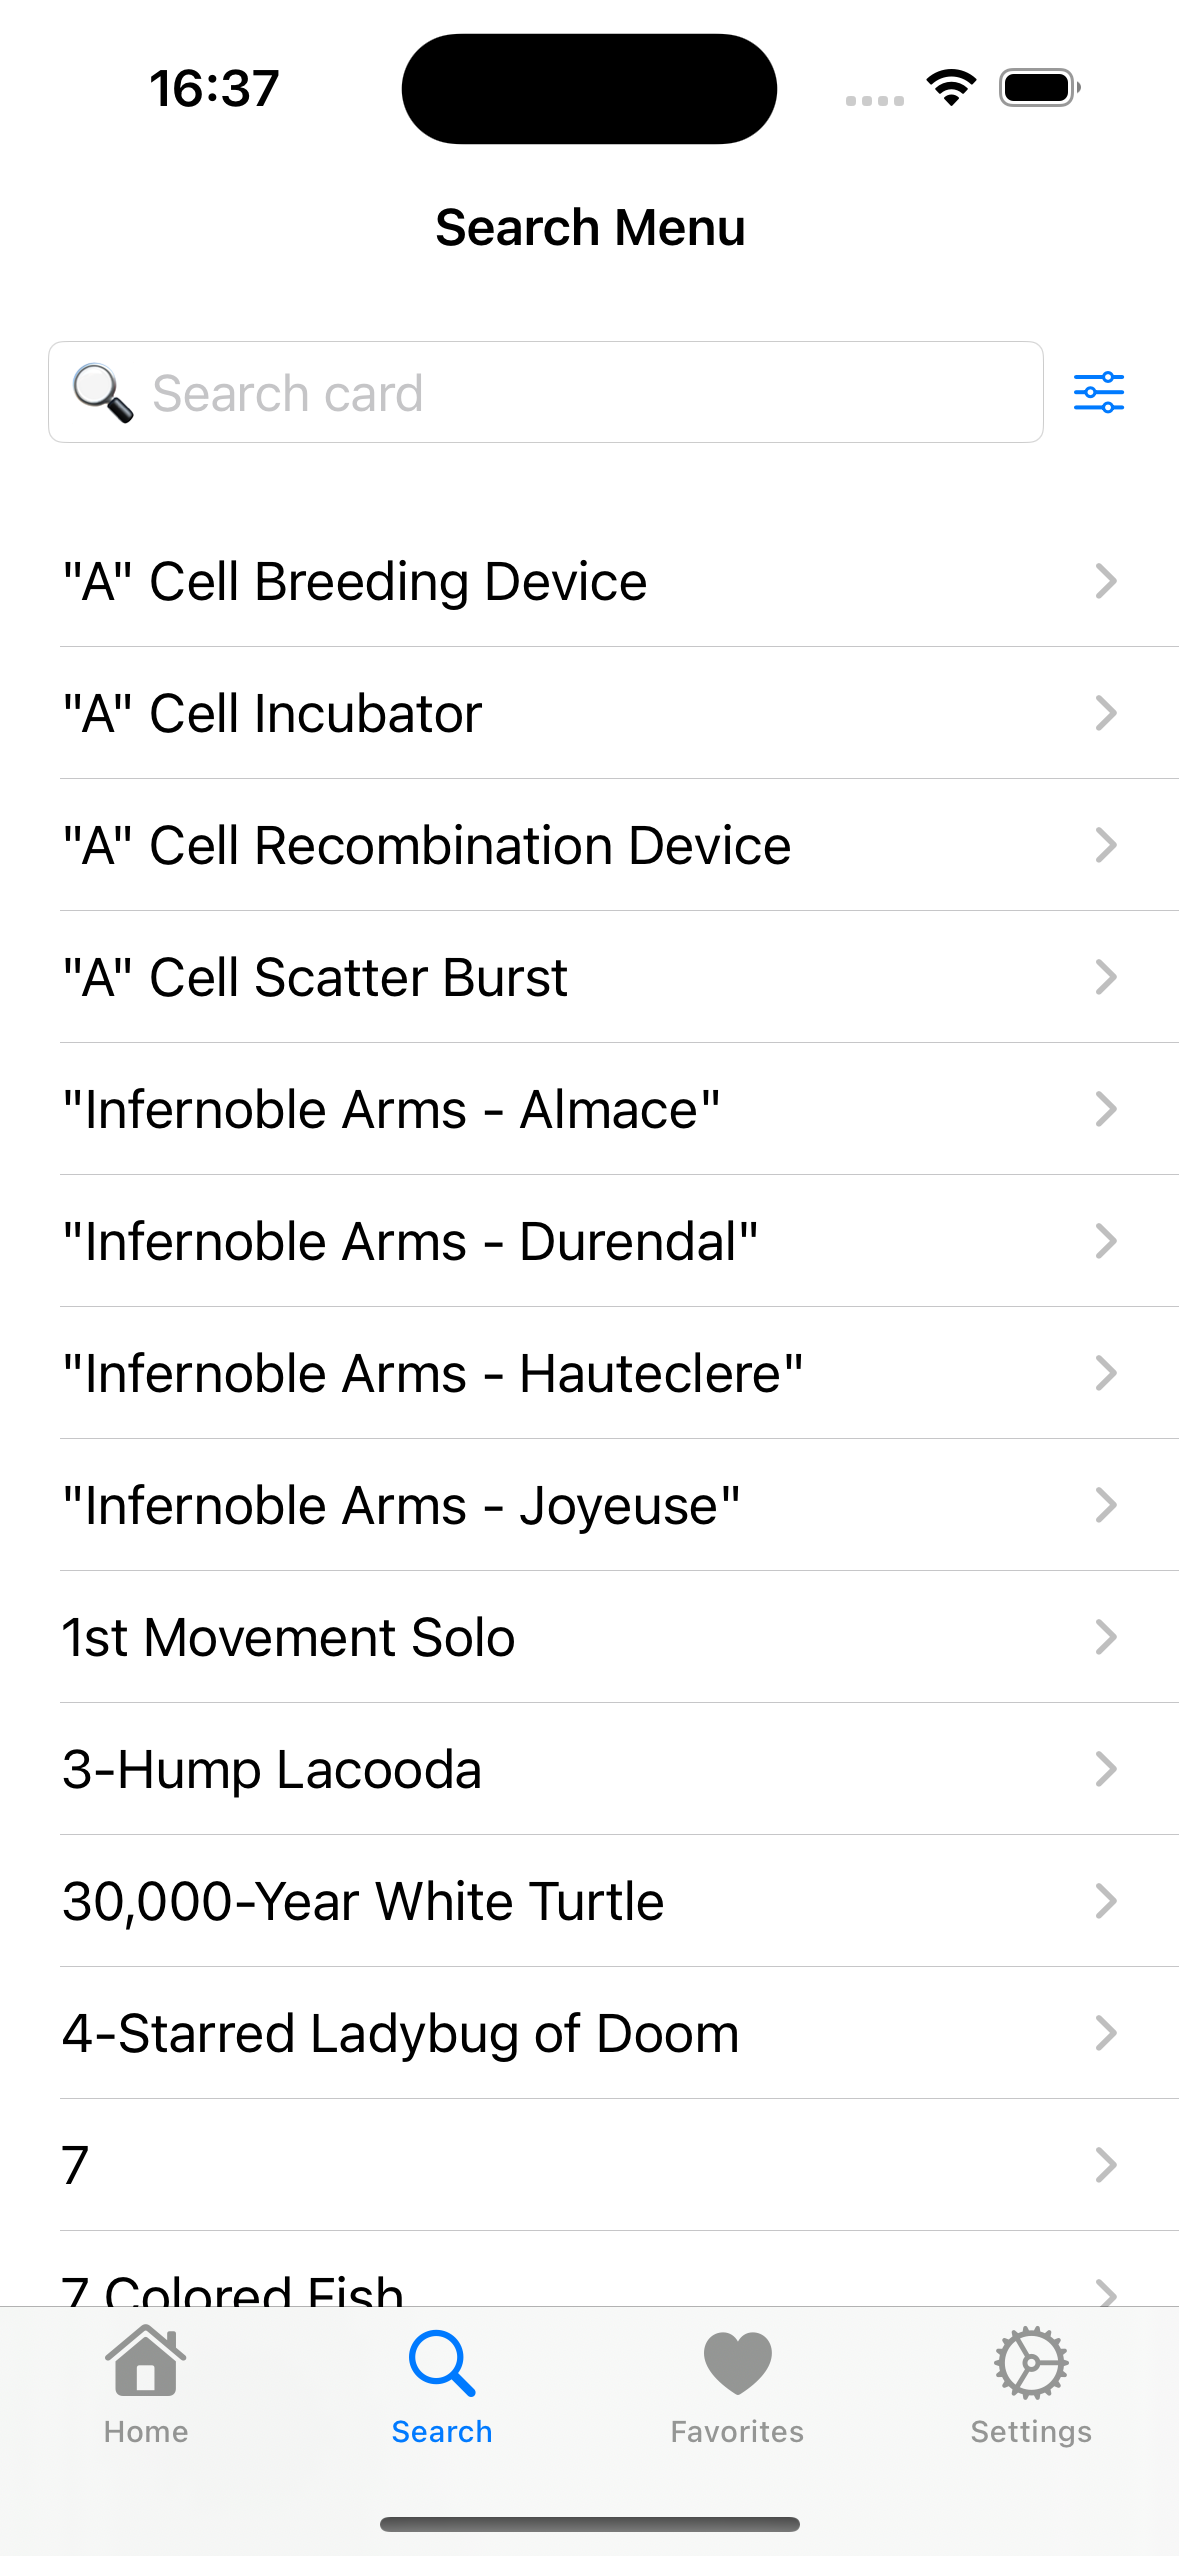 16:37
Search Menu
Search card
"A" Cell Breeding Device
"A" Cell Incubator
"A" Cell Recombination Device
"A" Cell Scatter Burst
"Infernoble Arms - Almace"
"Infernoble Arms - Durendal"
"Infernoble Arms - Hauteclere"
"Infernoble Arms - Joyeuse"
1st Movement Solo
3-Hump Lacooda
30,000-Year White Turtle
4-Starred Ladybug of Doom
7
7 Colored Fish
Home
Search
Favorites
Settings